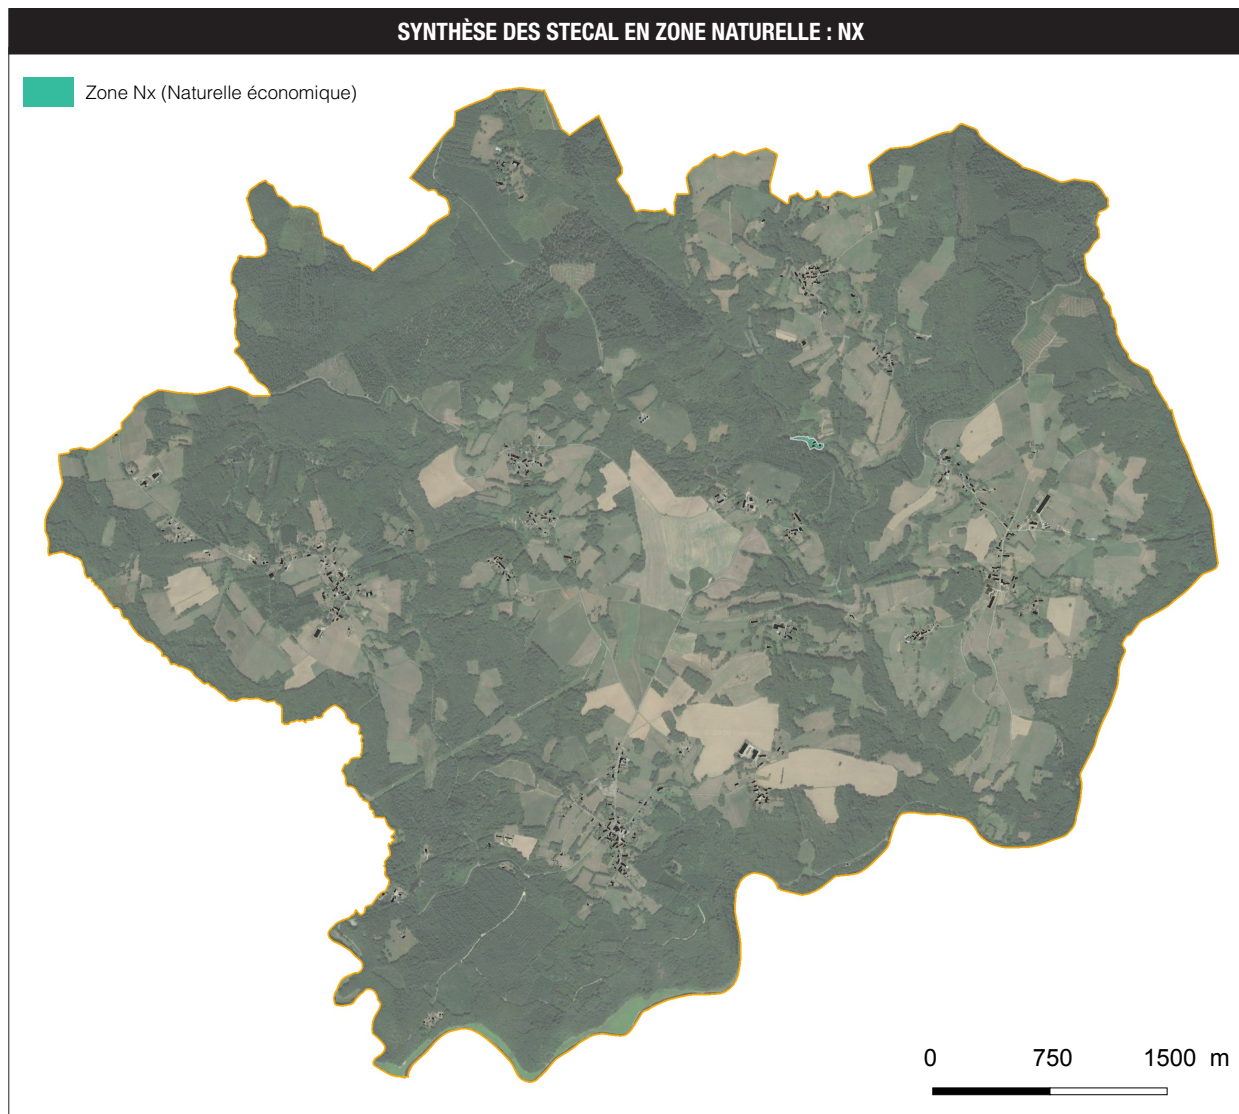 SYNTHÈSE DES STECAL EN ZONE NATURELLE : NX
Zone Nx (Naturelle économique)
0 750 1500 m